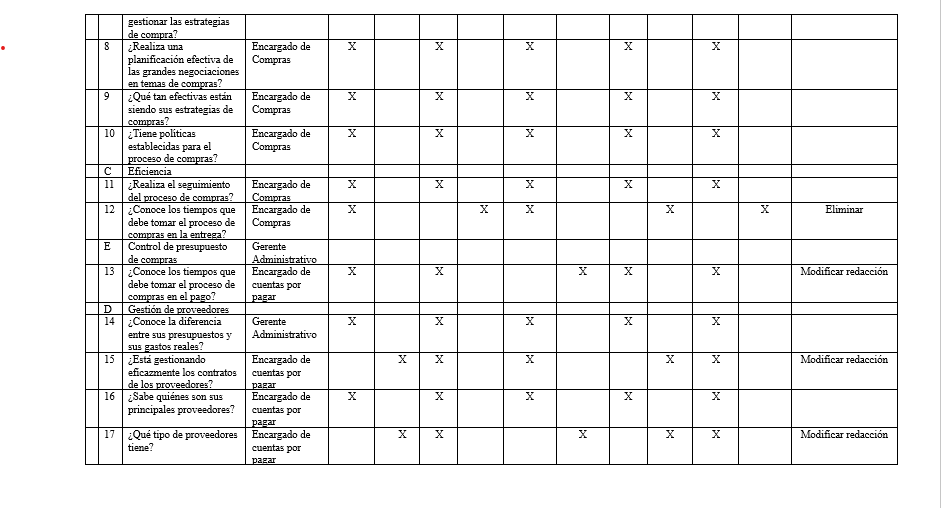 gestionar las estrategias
de compra?
8 ¿Realiza una Encargado de X X X X X
planificación efectiva de Compras
las grandes negociaciones
en temas de compras?
9 ¿Qué tan efectivas están Encargado de X X X X X
siendo sus estrategias de Compras
compras?
10 ¿Tiene políticas Encargado de X X X X X
establecidas para el Compras
proceso de compras?
C Eficiencia
11 ¿Realiza el seguimiento Encargado de X X X X X
del proceso de compras? Compras
12 ¿Conoce los tiempos que Encargado de X X X X X Eliminar
debe tomar el proceso de Compras
compras en la entrega?
E Control de presupuesto Gerente
de compras Administrativo
13 ¿Conoce los tiempos que Encargado de X X X X X Modificar redacción
debe tomar el proceso de cuentas por
compras en el pago? pagar
D Gestión de proveedores
14 ¿Conoce la diferencia Gerente X X X X X
entre sus presupuestos y Administrativo
sus gastos reales?
15 ¿Está gestionando Encargado de X X X X X Modificar redacción
eficazmente los contratos cuentas por
de los proveedores? pagar
16 ¿Sabe quiénes son sus Encargado de X X X X X
principales proveedores? cuentas por
pagar
17 ¿Qué tipo de proveedores Encargado de X X X X X Modificar redacción
tiene? cuentas por
pagar